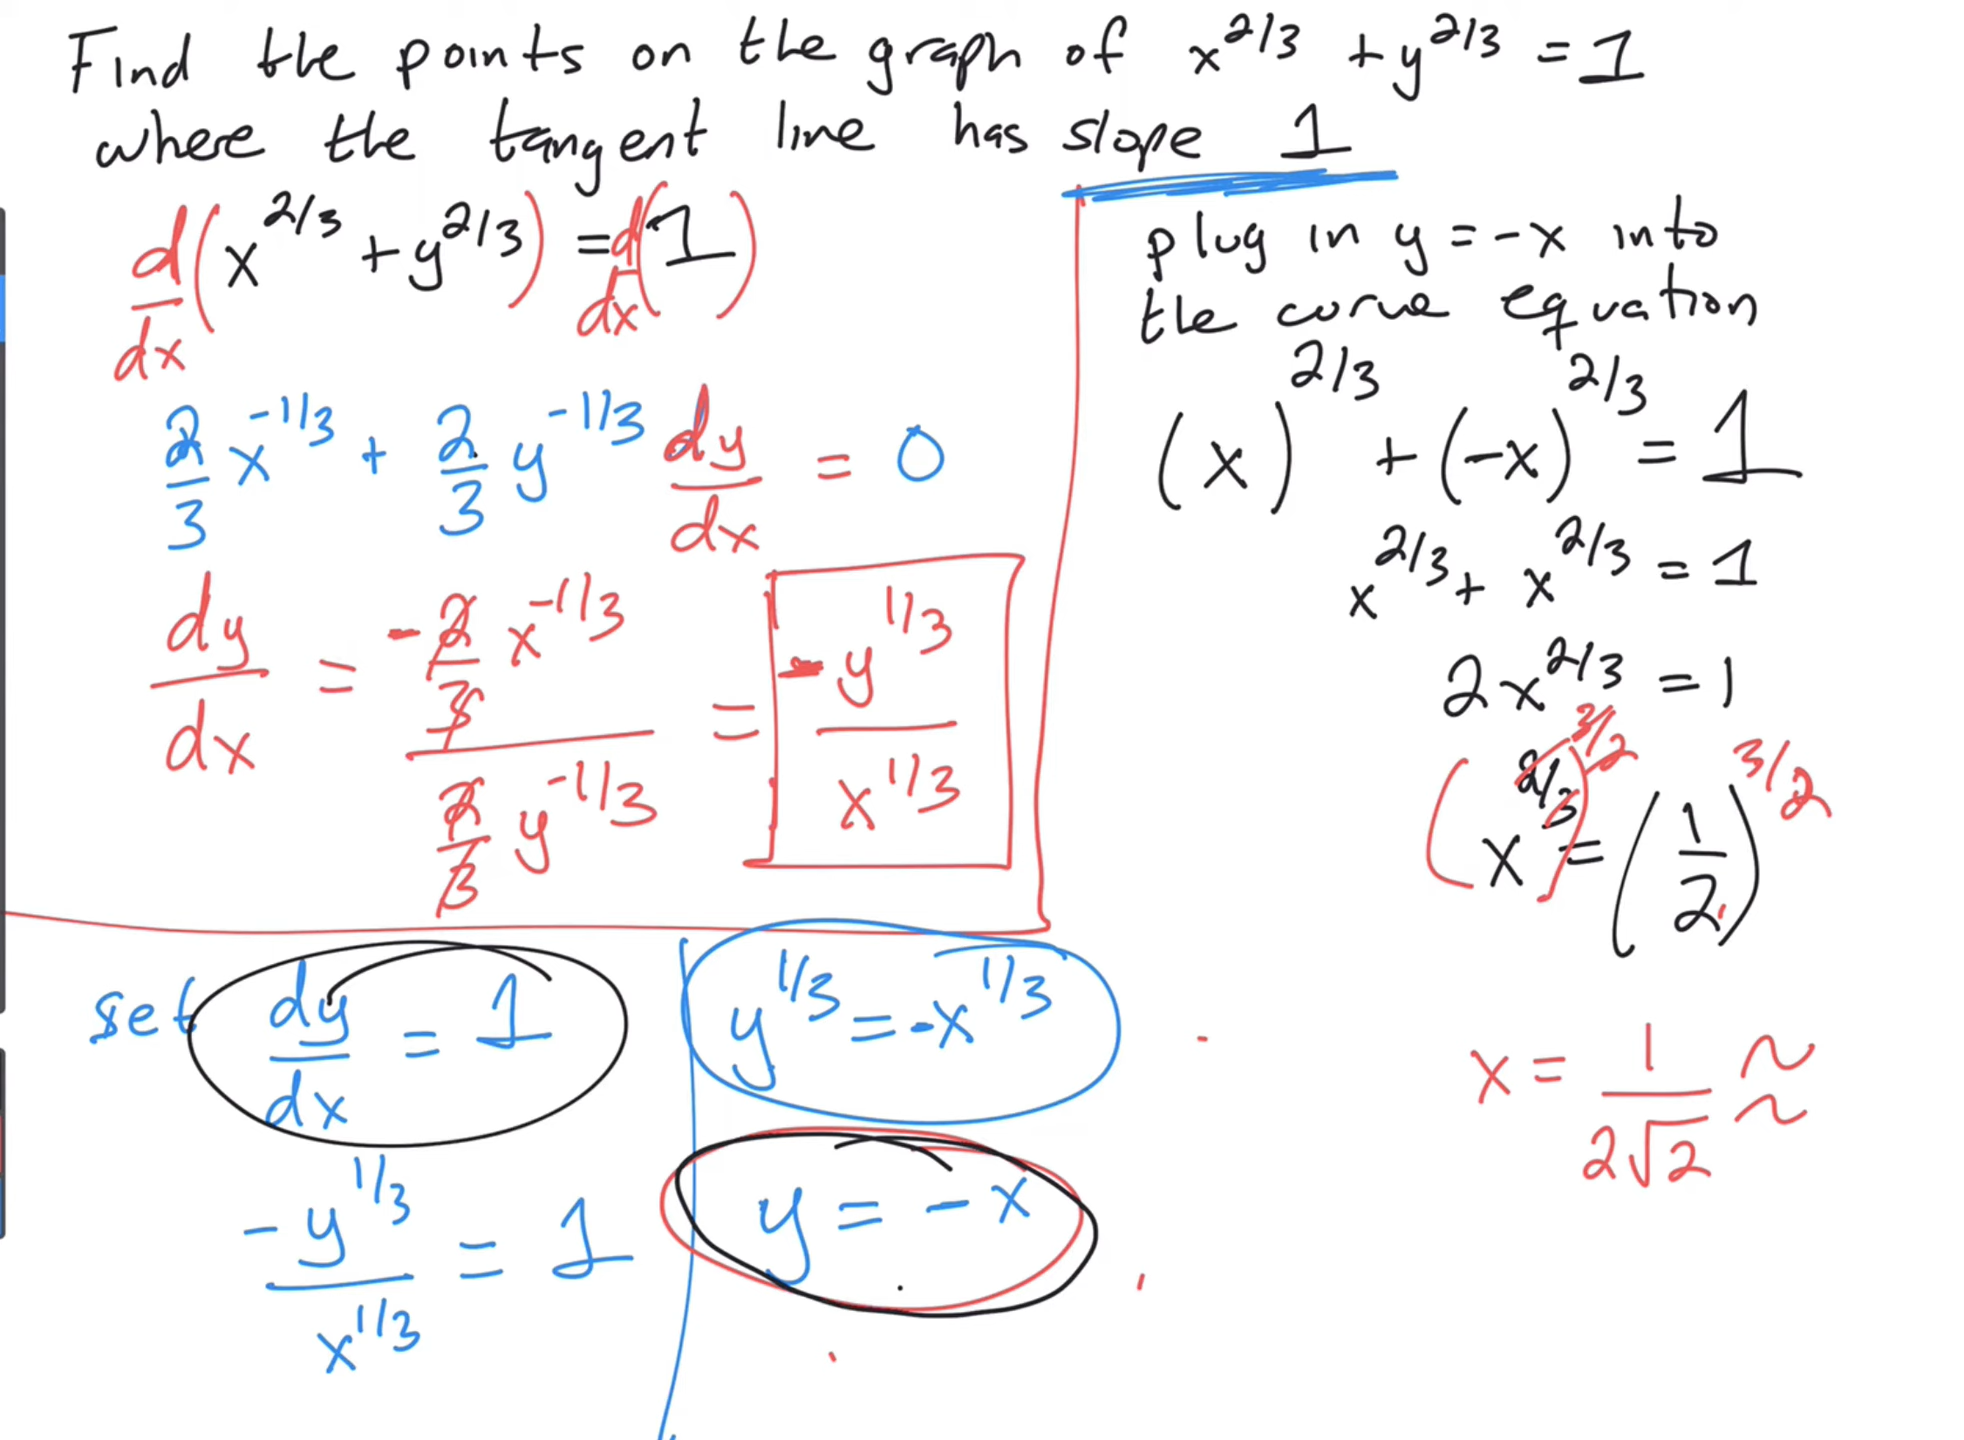 Find the points on the graph of x^{2/3} + y^{2/3} = 1
where the tangent line has slope 1
d/dx (x^{2/3} + y^{2/3}) = d/dx (1)
2/3 x^{-1/3} + 2/3 y^{-1/3} dy/dx = 0
dy/dx = (-2/3 x^{-1/3}) / (2/3 y^{-1/3}) = -y^{1/3} / x^{1/3}
set dy/dx = 1
-y^{1/3} / x^{1/3} = 1
y^{1/3} = -x^{1/3}
y = -x
plug in y = -x into
the curve equation
(x)^{2/3} + (-x)^{2/3} = 1
x^{2/3} + x^{2/3} = 1
2x^{2/3} = 1
(x^{2/3})^{3/2} = (1/2)^{3/2}
x = 1/(2√2) ≈